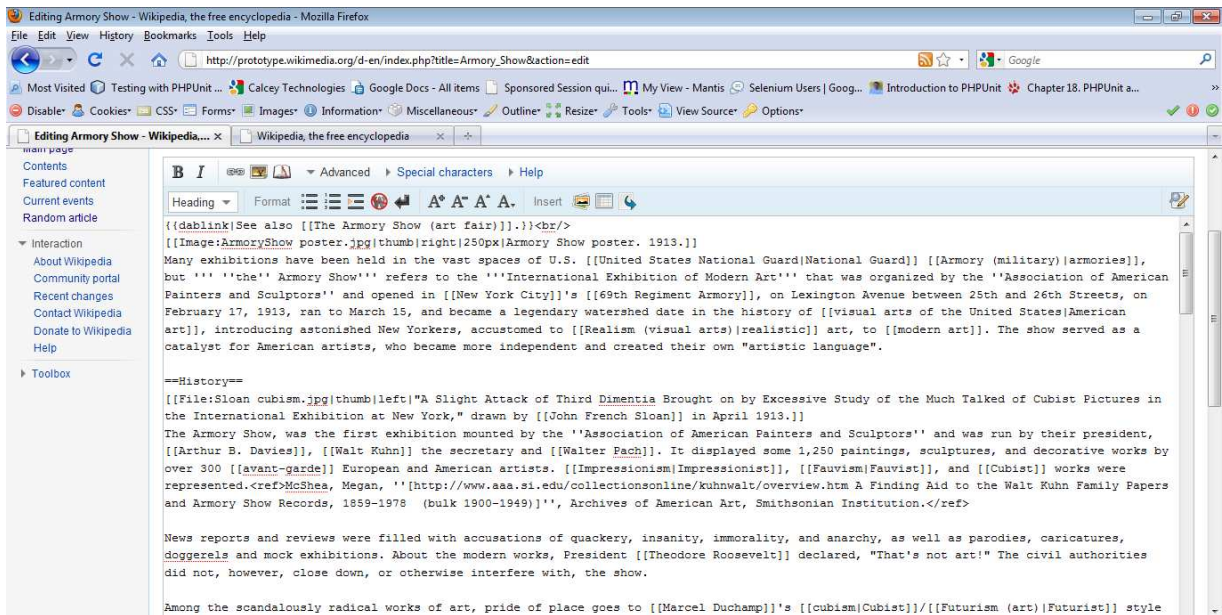 Editing Armory Show - Wikipedia, the free encyclopedia - Mozilla Firefox
File Edit View History Bookmarks Tools Help
http://prototype.wikimedia.org/d-en/index.php?title=Armory_Show&action=edit
Google
Most Visited Testing with PHPUnit ... Calcey Technologies Google Docs - All items Sponsored Session qui... My View - Mantis Selenium Users | Goog... Introduction to PHPUnit Chapter 18. PHPUnit a... »
Disable Cookies CSS Forms Images Information Miscellaneous Outline Resize Tools View Source Options
Editing Armory Show - Wikipedia,... × Wikipedia, the free encyclopedia ×
Main page
Contents
Featured content
Current events
Random article
Interaction
About Wikipedia
Community portal
Recent changes
Contact Wikipedia
Donate to Wikipedia
Help
Toolbox
B I Advanced Special characters Help
Heading Format A A A A Insert
{{dablink|See also [[The Armory Show (art fair)]].}}<br/>
[[Image:ArmoryShow poster.jpg|thumb|right|250px|Armory Show poster. 1913.]]
Many exhibitions have been held in the vast spaces of U.S. [[United States National Guard|National Guard]] [[Armory (military)|armories]],
but ''' ''the'' Armory Show''' refers to the '''International Exhibition of Modern Art''' that was organized by the ''Association of American
Painters and Sculptors'' and opened in [[New York City]]'s [[69th Regiment Armory]], on Lexington Avenue between 25th and 26th Streets, on
February 17, 1913, ran to March 15, and became a legendary watershed date in the history of [[visual arts of the United States|American
art]], introducing astonished New Yorkers, accustomed to [[Realism (visual arts)|realistic]] art, to [[modern art]]. The show served as a
catalyst for American artists, who became more independent and created their own "artistic language".
==History==
[[File:Sloan cubism.jpg|thumb|left|"A Slight Attack of Third Dimentia Brought on by Excessive Study of the Much Talked of Cubist Pictures in
the International Exhibition at New York," drawn by [[John French Sloan]] in April 1913.]]
The Armory Show, was the first exhibition mounted by the ''Association of American Painters and Sculptors'' and was run by their president,
[[Arthur B. Davies]], [[Walt Kuhn]] the secretary and [[Walter Pach]]. It displayed some 1,250 paintings, sculptures, and decorative works by
over 300 [[avant-garde]] European and American artists. [[Impressionism|Impressionist]], [[Fauvism|Fauvist]], and [[Cubist]] works were
represented.<ref>McShea, Megan, ''[http://www.aaa.si.edu/collectionsonline/kuhnwalt/overview.htm A Finding Aid to the Walt Kuhn Family Papers
and Armory Show Records, 1859-1978 (bulk 1900-1949)]'', Archives of American Art, Smithsonian Institution.</ref>
News reports and reviews were filled with accusations of quackery, insanity, immorality, and anarchy, as well as parodies, caricatures,
doggerels and mock exhibitions. About the modern works, President [[Theodore Roosevelt]] declared, "That's not art!" The civil authorities
did not, however, close down, or otherwise interfere with, the show.
Among the scandalously radical works of art, pride of place goes to [[Marcel Duchamp]]'s [[cubism|Cubist]]/[[Futurism (art)|Futurist]] style